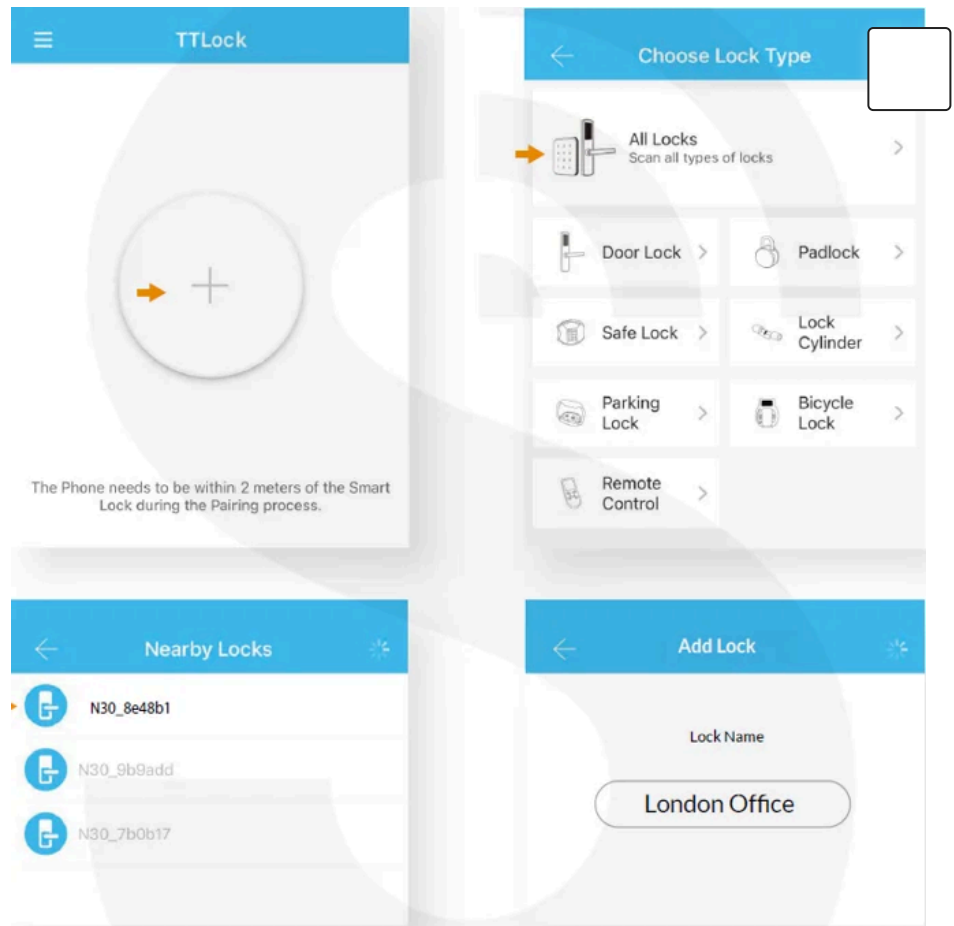 TTLock
The Phone needs to be within 2 meters of the Smart
Lock during the Pairing process.
Choose Lock Type
All Locks
Scan all types of locks
Door Lock
Padlock
Safe Lock
Lock
Cylinder
Parking
Lock
Bicycle
Lock
Remote
Control
Nearby Locks
N30_8e48b1
N30_9b9add
N30_7b0b17
Add Lock
Lock Name
London Office